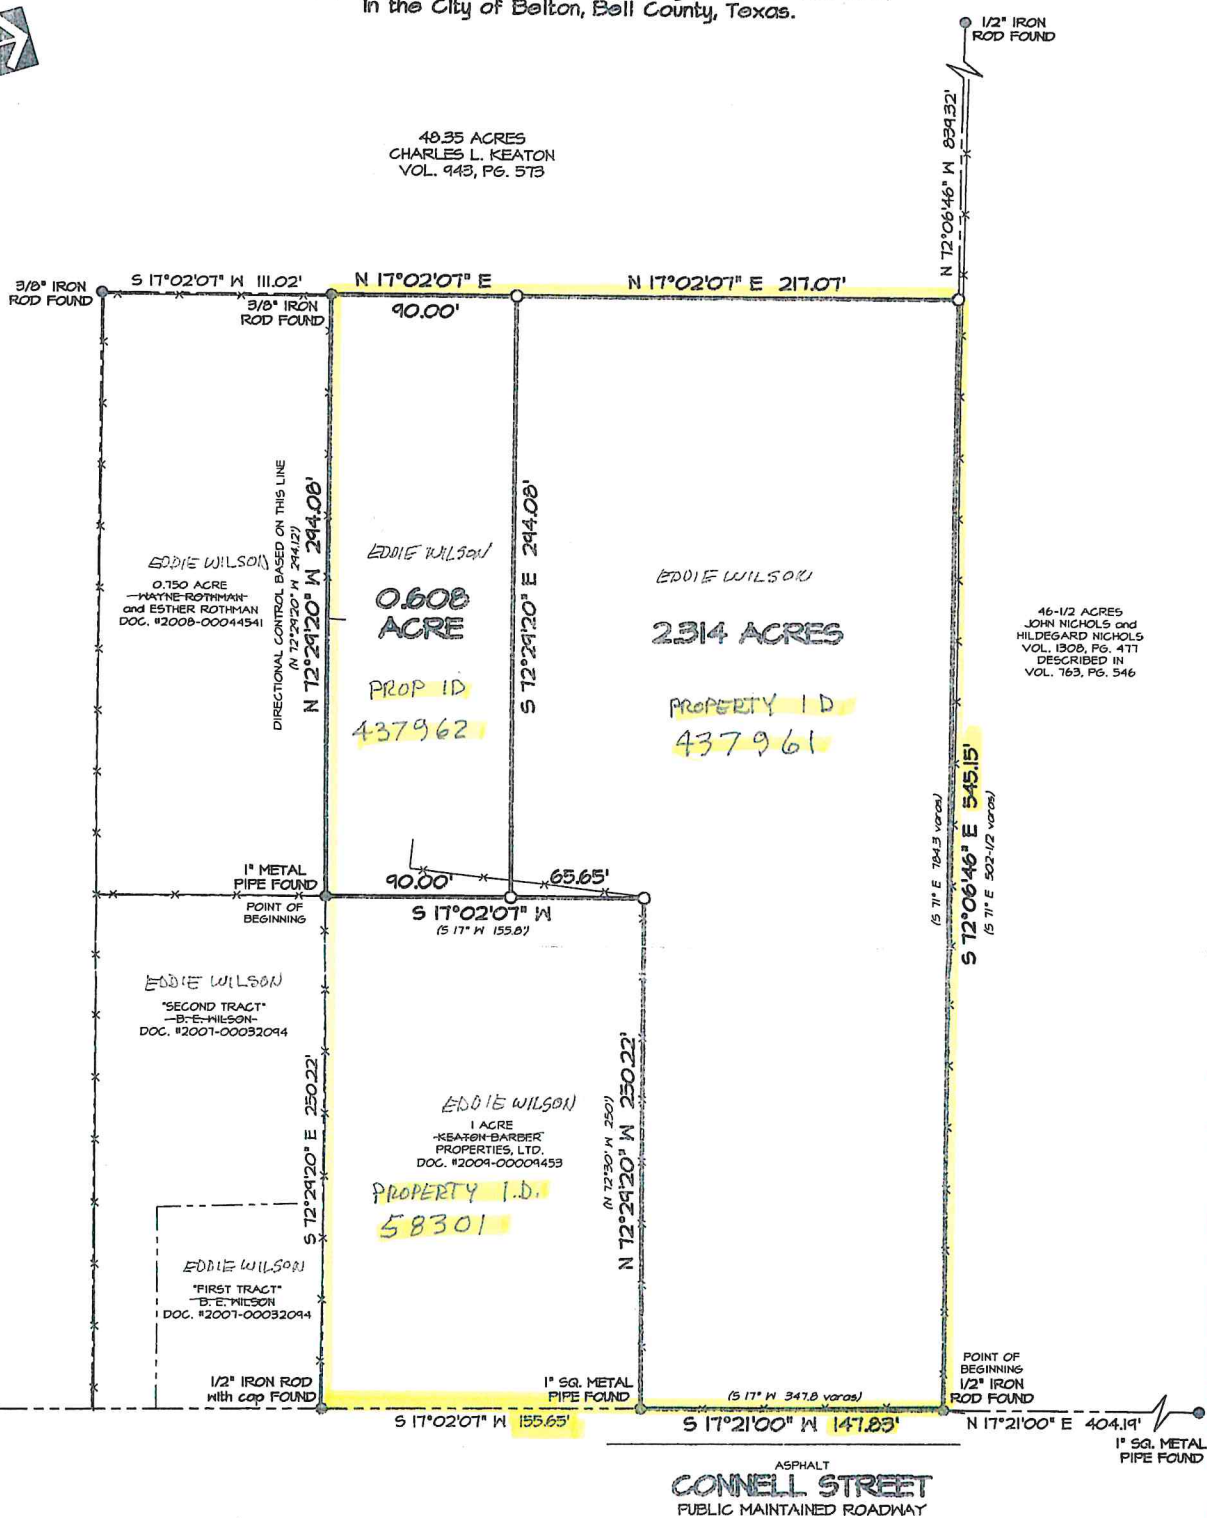 In the City of Belton, Bell County, Texas.
1/2" IRON
ROD FOUND
N 72°06'46" W 839.32'
48.35 ACRES
CHARLES L. KEATON
VOL. 943, PG. 573
3/8" IRON
ROD FOUND
S 17°02'07" W 111.02'
3/8" IRON
ROD FOUND
N 17°02'07" E
90.00'
N 17°02'07" E 217.07'
DIRECTIONAL CONTROL BASED ON THIS LINE
(N 72°29'20" W 294.12')
N 72°29'20" W 294.08'
S 72°29'20" E 294.08'
EDDIE WILSON
0.750 ACRE
WAYNE ROTHMAN
and ESTHER ROTHMAN
DOC. #2008-00044541
EDDIE WILSON
0.608
ACRE
PROP ID
437962
EDDIE WILSON
2.314 ACRES
PROPERTY ID
437961
46-1/2 ACRES
JOHN NICHOLS and
HILDEGARD NICHOLS
VOL. 1308, PG. 477
DESCRIBED IN
VOL. 763, PG. 546
(S 71° E 784.3 varas)
S 72°06'46" E 545.15'
(S 71° E 502-1/2 varas)
1" METAL
PIPE FOUND
POINT OF
BEGINNING
90.00'
65.65'
S 17°02'07" W
(S 17° W 155.8')
EDDIE WILSON
"SECOND TRACT"
B. E. WILSON
DOC. #2007-00032094
S 72°29'20" E 250.22'
EDDIE WILSON
1 ACRE
KEATON BARBER
PROPERTIES, LTD.
DOC. #2009-00009453
PROPERTY I.D.
58301
(N 72°30' W 250')
N 72°29'20" W 250.22'
EDDIE WILSON
"FIRST TRACT"
B. E. WILSON
DOC. #2007-00032094
1/2" IRON ROD
with cap FOUND
1" SQ. METAL
PIPE FOUND
(S 17° W 347.8 varas)
POINT OF
BEGINNING
1/2" IRON
ROD FOUND
S 17°02'07" W 155.65'
S 17°21'00" W 147.83'
N 17°21'00" E 404.19'
1" SQ. METAL
PIPE FOUND
ASPHALT
CONNELL STREET
PUBLIC MAINTAINED ROADWAY